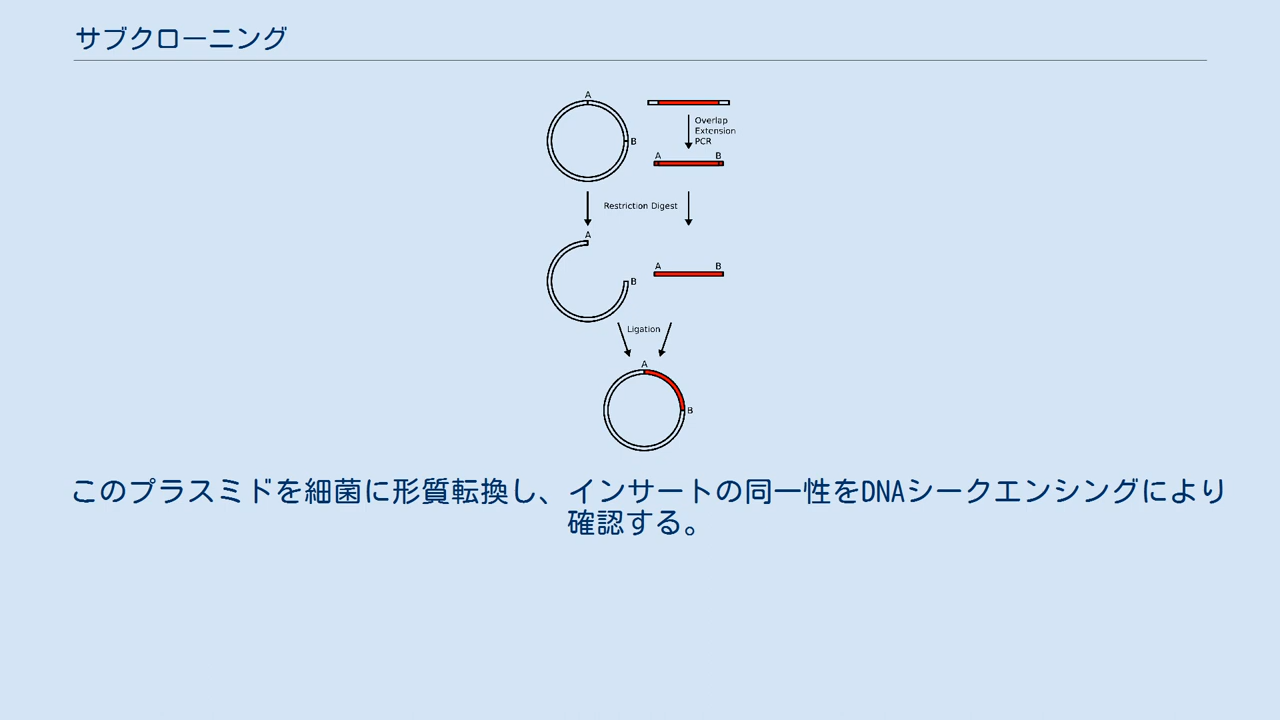 サブクローニング
A
B
Overlap
Extension
PCR
A B
Restriction Digest
A
B
A B
Ligation
A
B
このプラスミドを細菌に形質転換し、インサートの同一性をDNAシークエンシングにより
確認する。